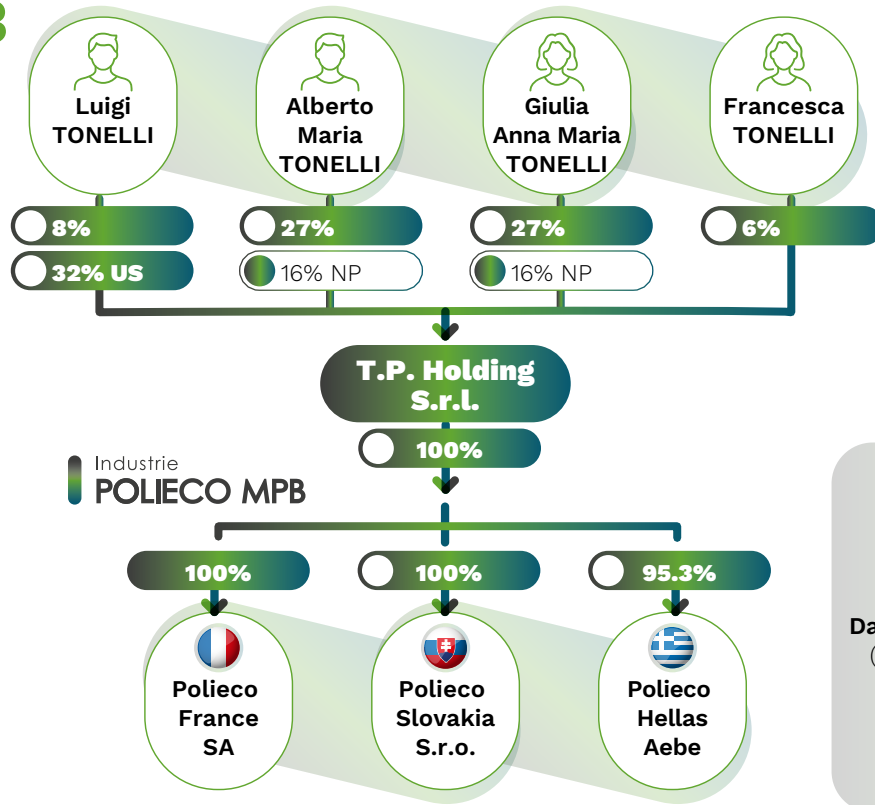 Luigi
TONELLI
Alberto
Maria
TONELLI
Giulia
Anna Maria
TONELLI
Francesca
TONELLI
8%
27%
27%
6%
32% US
16% NP
16% NP
T.P. Holding
S.r.l.
100%
Industrie
POLIECO MPB
100%
100%
95.3%
Polieco
France
SA
Polieco
Slovakia
S.r.o.
Polieco
Hellas
Aebe